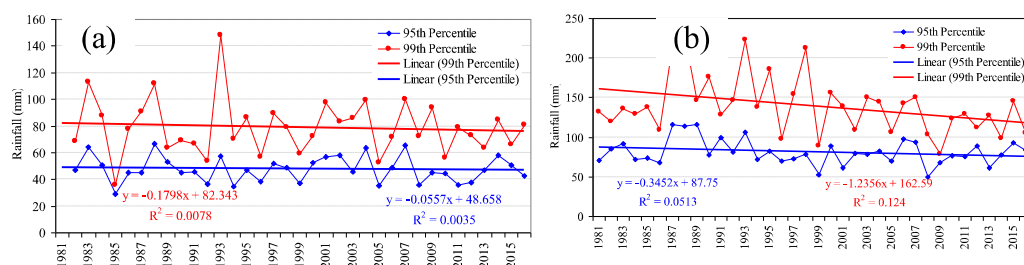 (a)
160
140
120
100
80
60
40
20
0
Rainfall (mm)
95th Percentile
99th Percentile
Linear (99th Percentile)
Linear (95th Percentile)
y = -0.1798x + 82.343
R² = 0.0078
y = -0.0557x + 48.658
R² = 0.0035
1981 1983 1985 1987 1989 1991 1993 1995 1997 1999 2001 2003 2005 2007 2009 2011 2013 2015
(b)
250
200
150
100
50
0
Rainfall (mm)
95th Percentile
99th Percentile
Linear (95th Percentile)
Linear (99th Percentile)
y = -0.3452x + 87.75
R² = 0.0513
y = -1.2356x + 162.59
R² = 0.124
1981 1983 1985 1987 1989 1991 1993 1995 1997 1999 2001 2003 2005 2007 2009 2011 2013 2015